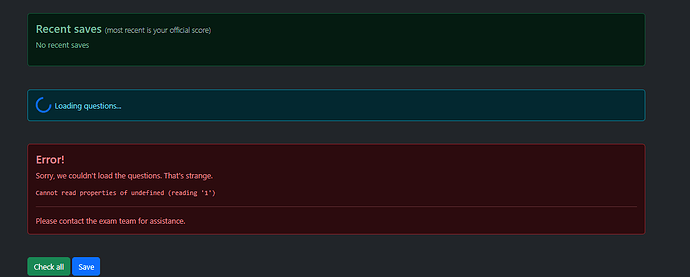 Recent saves (most recent is your official score)
No recent saves
Loading questions...
Error!
Sorry, we couldn't load the questions. That's strange.
Cannot read properties of undefined (reading '1')
Please contact the exam team for assistance.
Check all Save